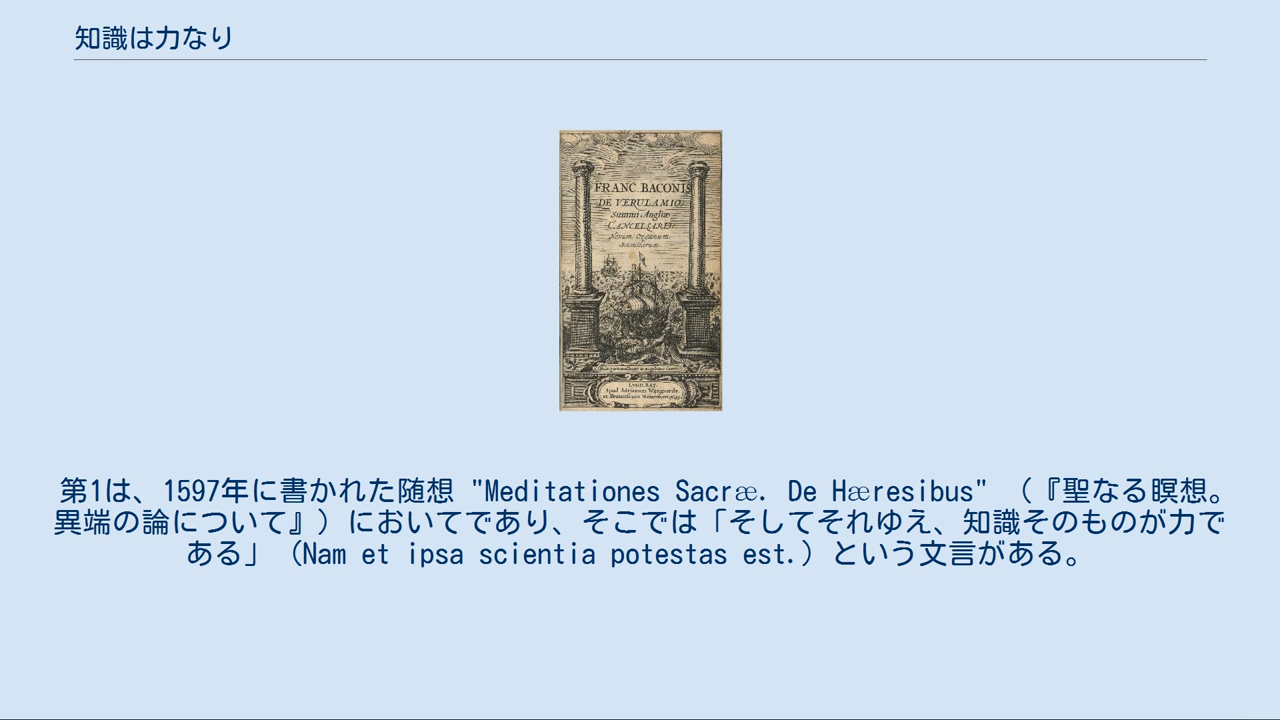 知識は力なり
FRANC. BACONIS
DE VERULAMIO
Summi Angliæ
CANCELLARII
Novum Organum
Scientiarum
第1は、1597年に書かれた随想 "Meditationes Sacræ. De Hæresibus" （『聖なる瞑想。
異端の論について』）においてであり、そこでは「そしてそれゆえ、知識そのものが力で
ある」（Nam et ipsa scientia potestas est.）という文言がある。